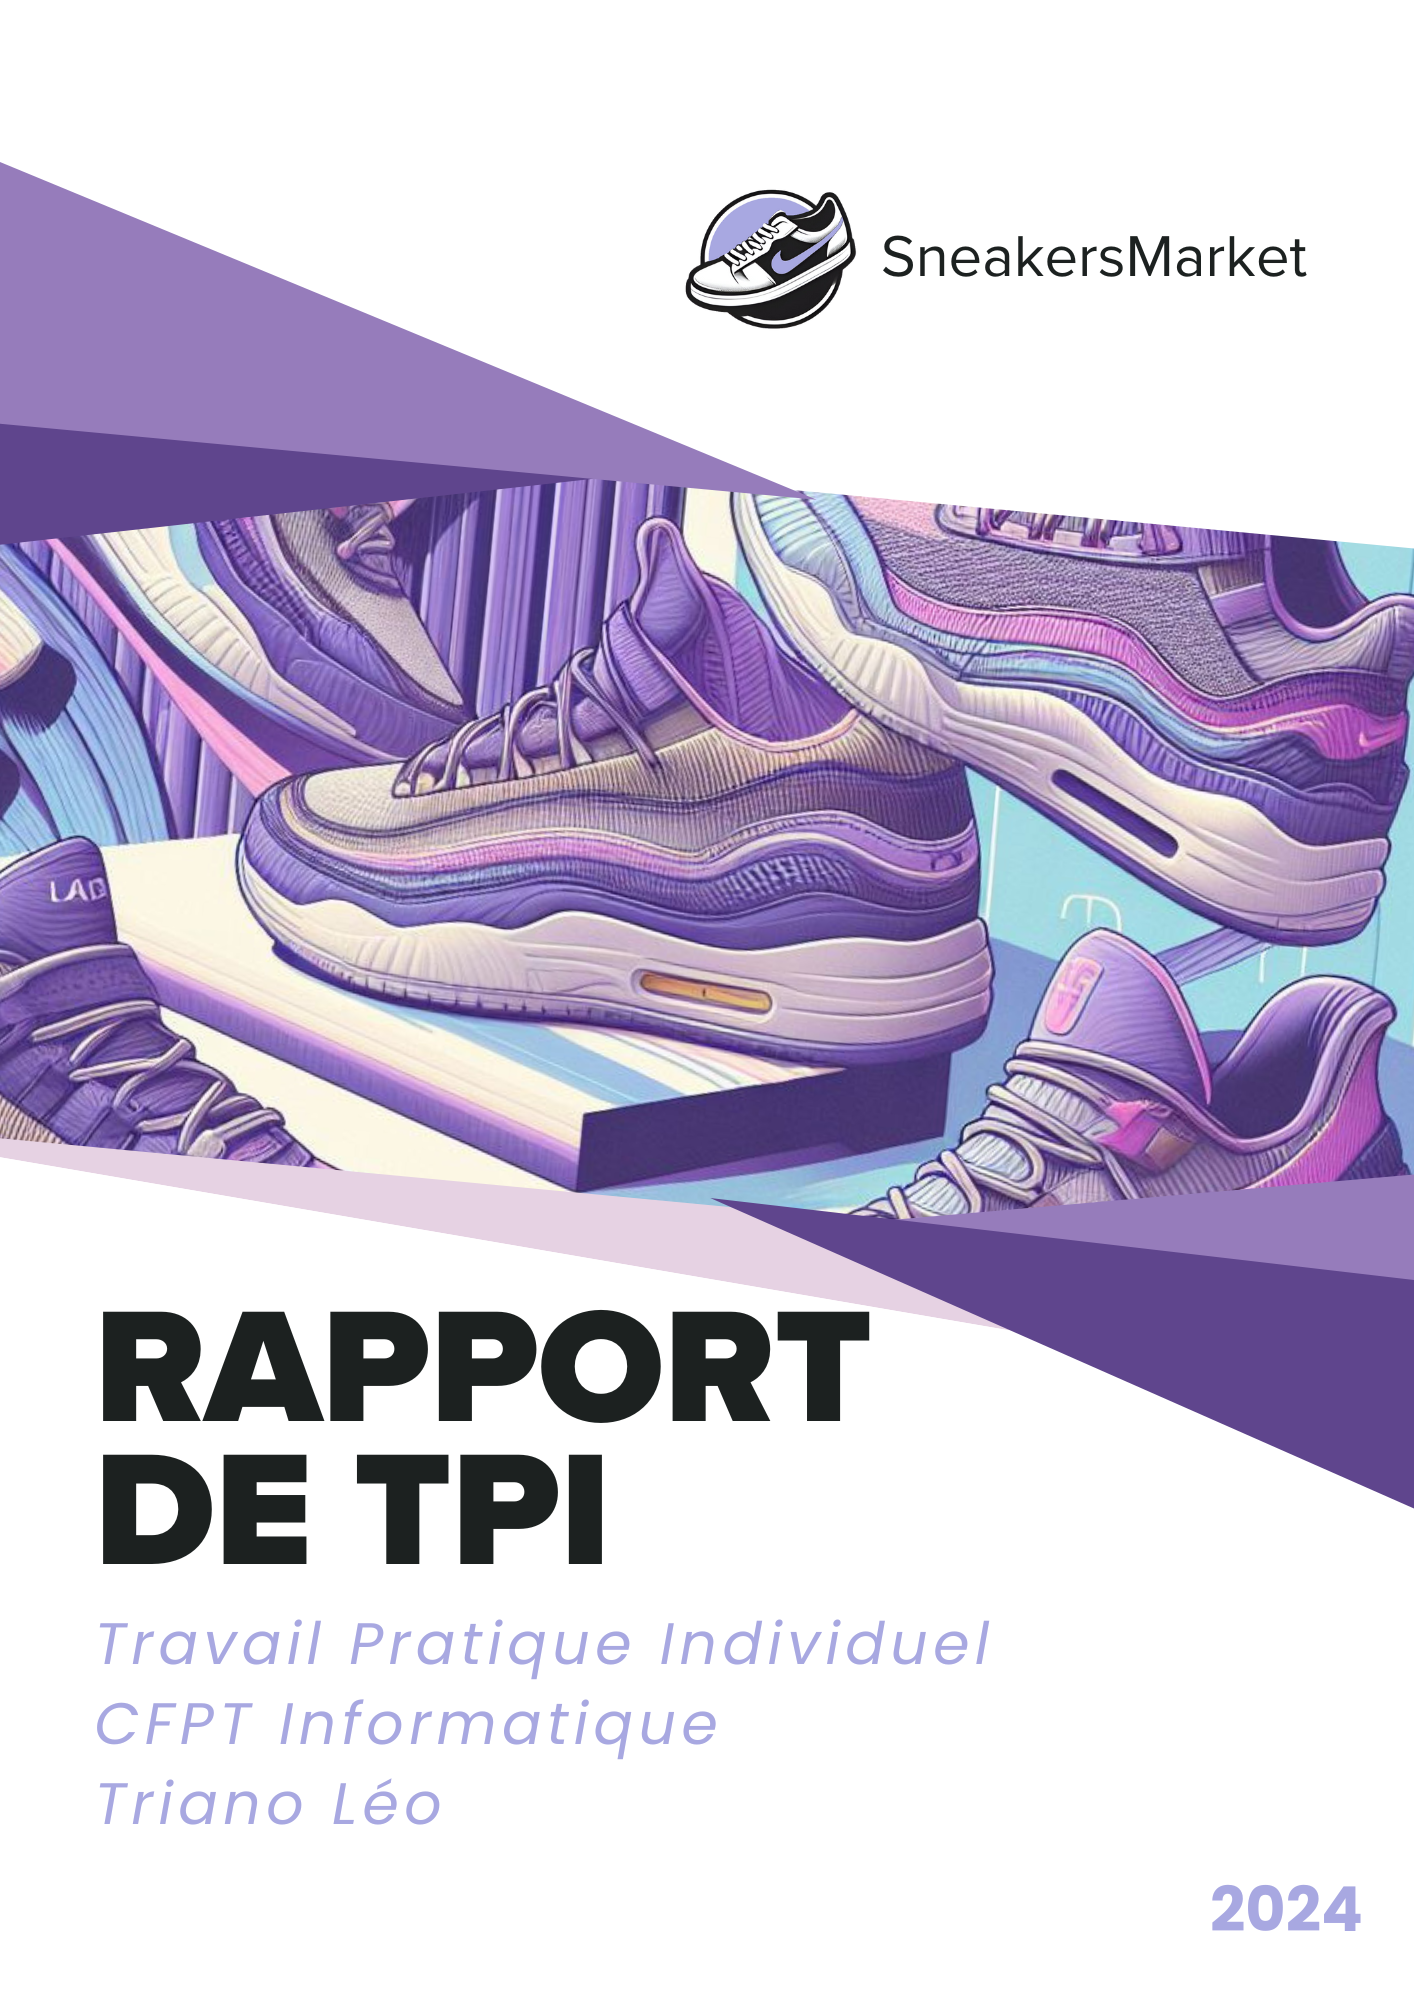 SneakersMarket
RAPPORT
DE TPI
Travail Pratique Individuel
CFPT Informatique
Triano Léo
2024